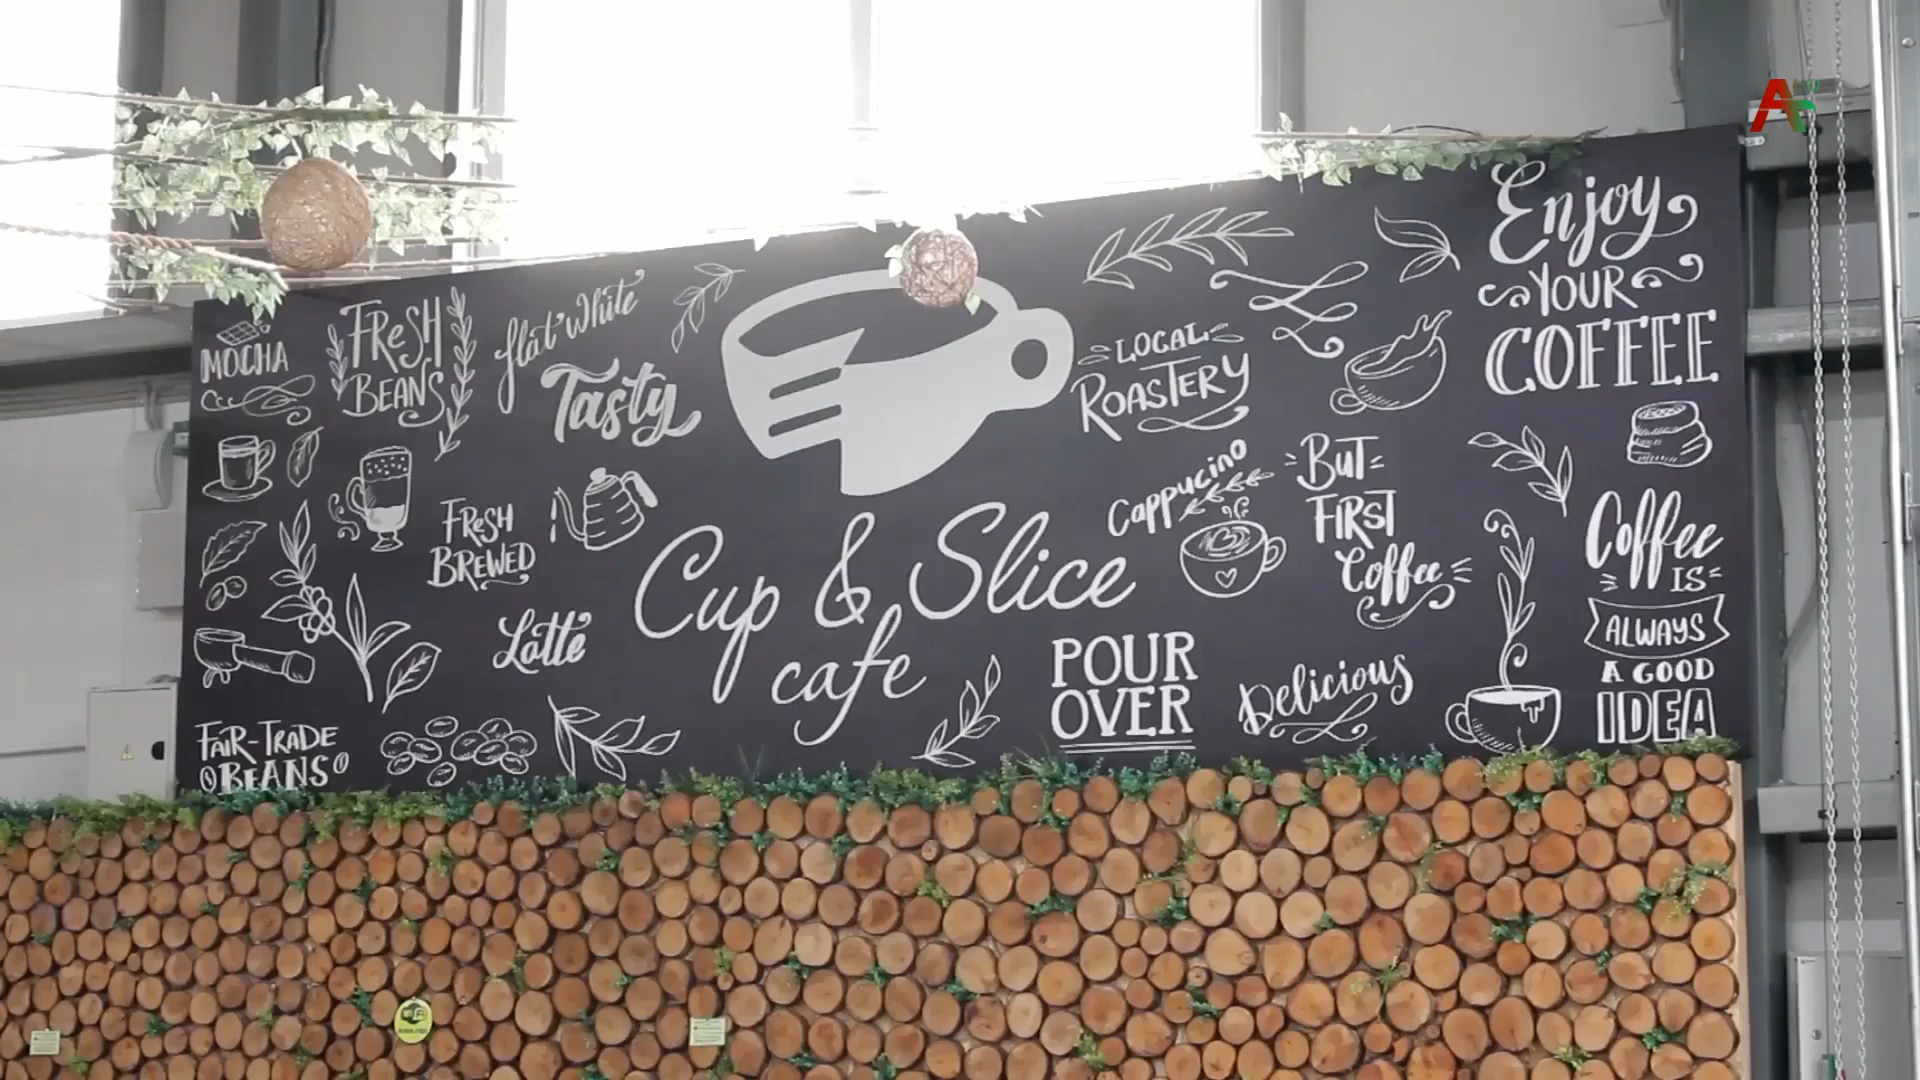 MOCHA
FReSH
BEANS
flat white
Tasty
FReSH
BREWED
Latte
FAIR-TRADE
BEANS
Cup & Slice
cafe
LOCAL
ROASTERY
Cappuccino
BUT
FIRST
Coffee
POUR
OVER
Delicious
Enjoy
YOUR
COFFEE
Coffee
IS
ALWAYS
A GOOD
IDEA